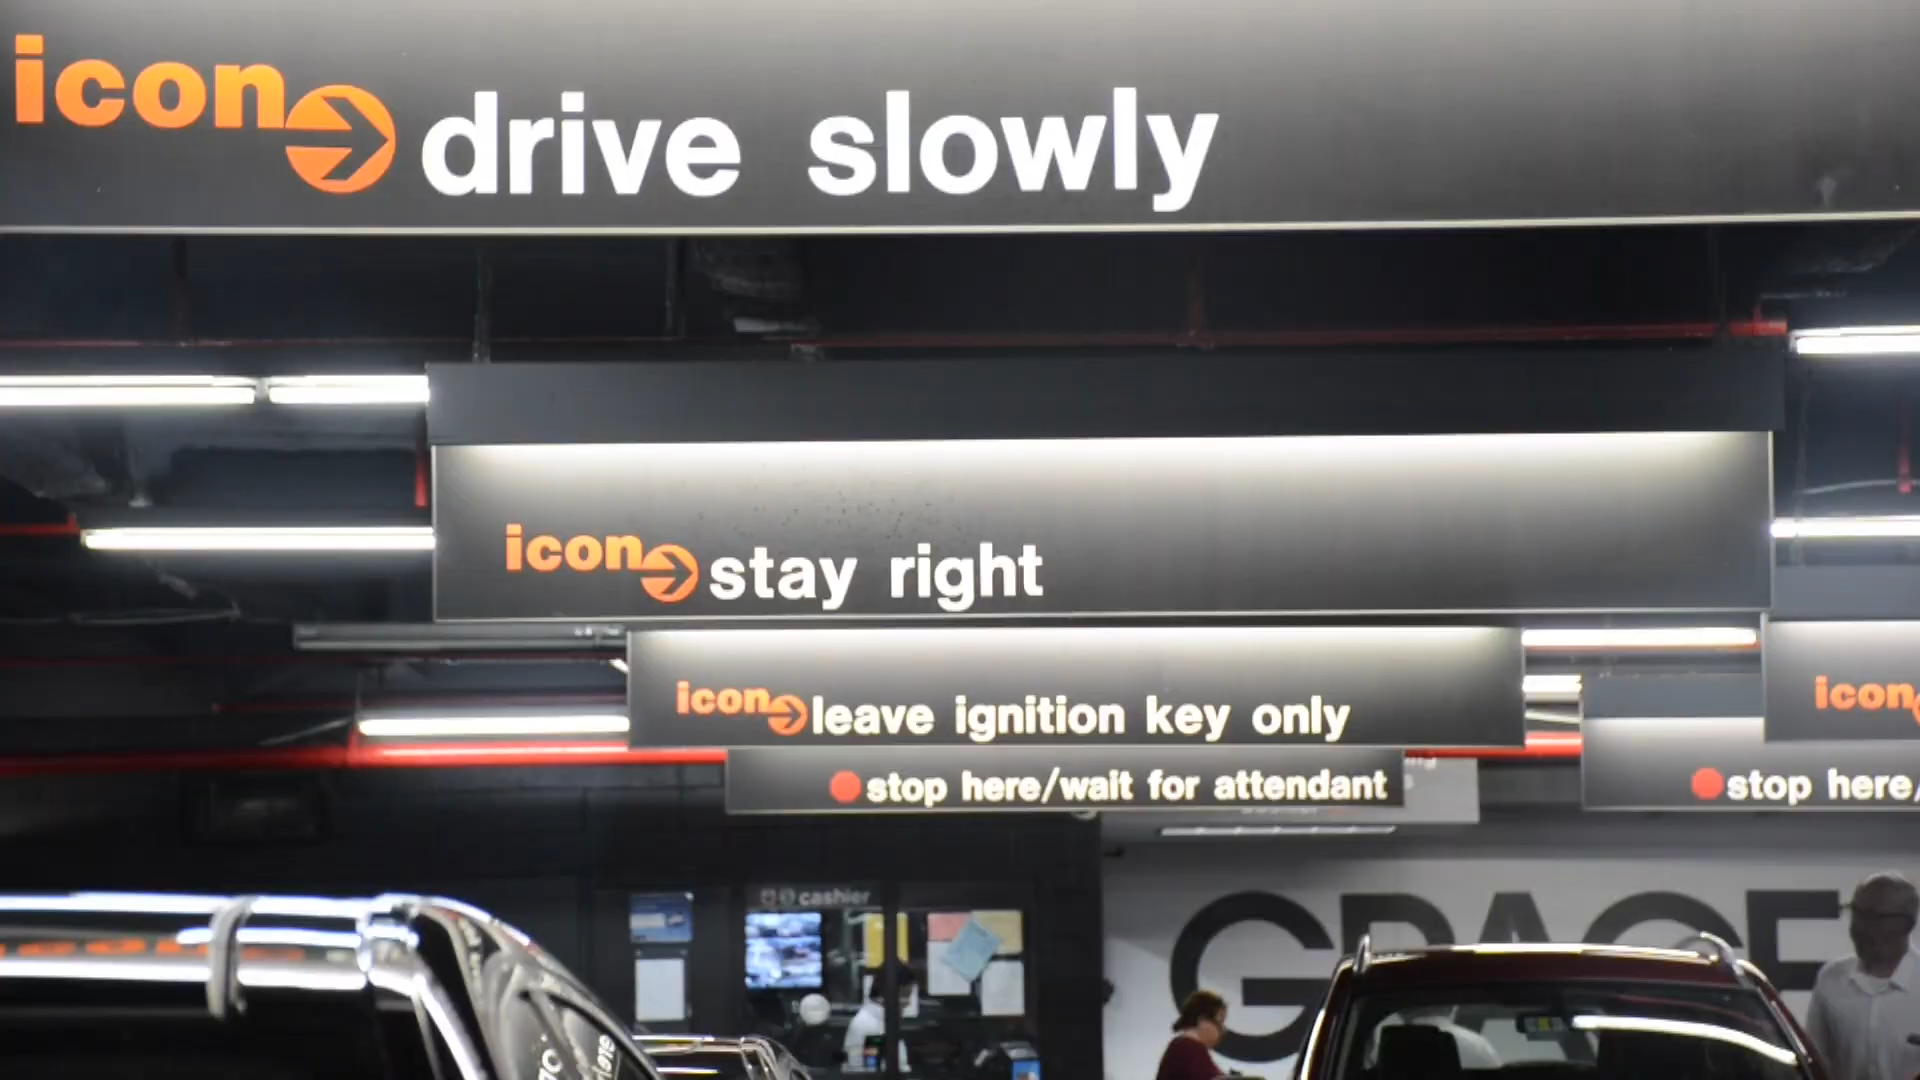 icon drive slowly
icon stay right
icon leave ignition key only
icon
stop here/wait for attendant
stop here/
cashier
GRACE